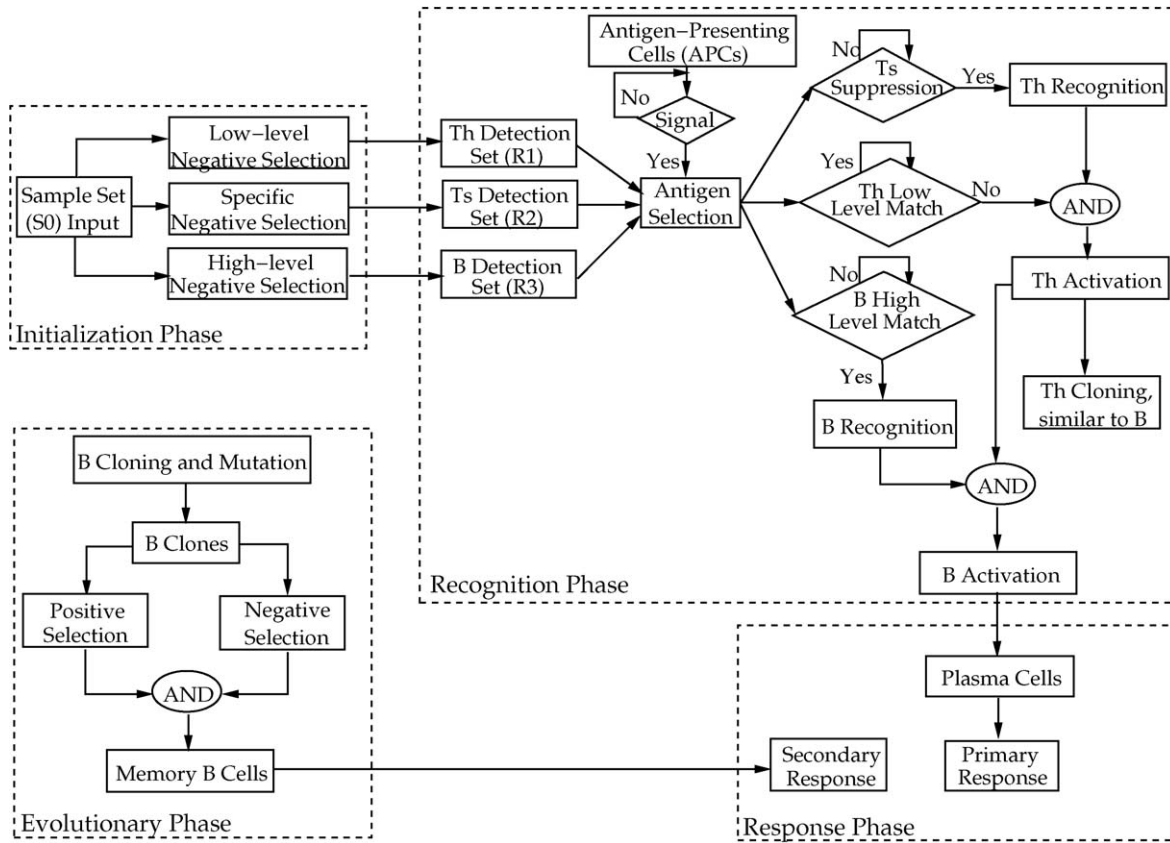 Sample Set
(S0) Input
Low−level
Negative Selection
Specific
Negative Selection
High−level
Negative Selection
Initialization Phase
Antigen−Presenting
Cells (APCs)
No
Signal
Yes
Th Detection
Set (R1)
Ts Detection
Set (R2)
B Detection
Set (R3)
Antigen
Selection
No
Ts
Suppression
Yes
Th Recognition
Yes
Th Low
Level Match
No
AND
No
B High
Level Match
Yes
B Recognition
Th Activation
Th Cloning,
similar to B
AND
B Activation
Recognition Phase
B Cloning and Mutation
B Clones
Positive
Selection
Negative
Selection
AND
Memory B Cells
Evolutionary Phase
Plasma Cells
Secondary
Response
Primary
Response
Response Phase